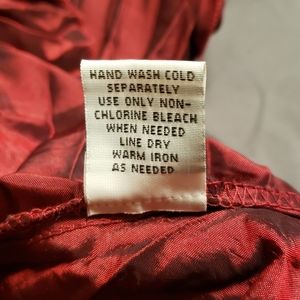 HAND WASH COLD
SEPARATELY
USE ONLY NON-
CHLORINE BLEACH
WHEN NEEDED
LINE DRY
WARM IRON
AS NEEDED